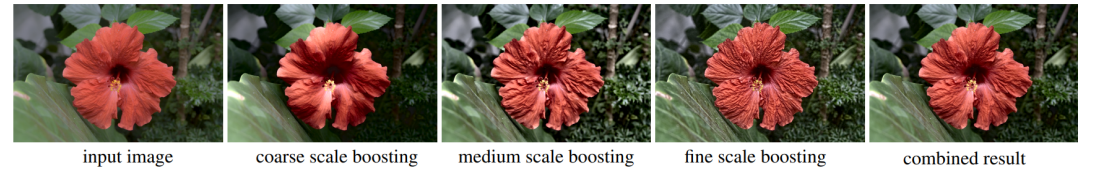 input image
coarse scale boosting
medium scale boosting
fine scale boosting
combined result